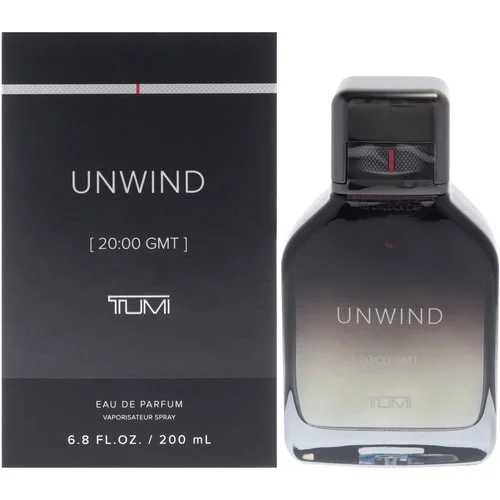 UNWIND
[ 20:00 GMT ]
TUMI
EAU DE PARFUM
VAPORISATEUR SPRAY
6.8 FL.OZ. / 200 mL
UNWIND
[ 20:00 GMT ]
TUMI